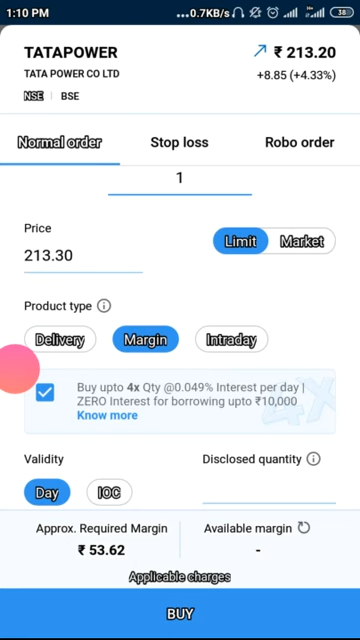 1:10 PM ...0.7KB/s 38
TATAPOWER ₹ 213.20
TATA POWER CO LTD +8.85 (+4.33%)
NSE | BSE
Normal order Stop loss Robo order
1
Price
213.30 Limit Market
Product type
Delivery Margin Intraday
Buy upto 4x Qty @0.049% Interest per day |
ZERO Interest for borrowing upto ₹10,000
Know more
4X
Validity Disclosed quantity
Day IOC
Approx. Required Margin Available margin
₹ 53.62 -
Applicable charges
BUY